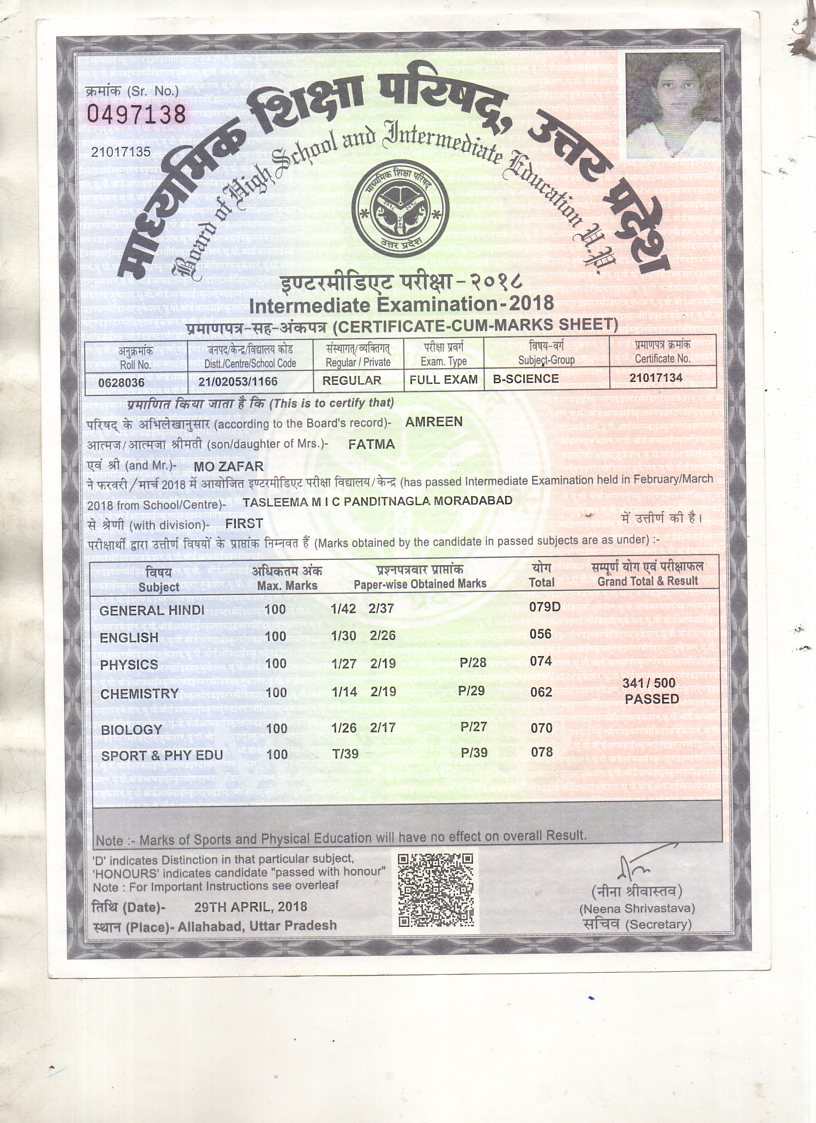 क्रमांक (Sr. No.)
0497138
21017135
माध्यमिक शिक्षा परिषद्, उत्तर प्रदेश
Board of High School and Intermediate Education U.P.
माध्यमिक शिक्षा परिषद्
उत्तर प्रदेश
इण्टरमीडिएट परीक्षा-२०१८
Intermediate Examination-2018
प्रमाणपत्र-सह-अंकपत्र (CERTIFICATE-CUM-MARKS SHEET)
अनुक्रमांक जनपद/केन्द्र/विद्यालय कोड संस्थागत/व्यक्तिगत परीक्षा प्रवर्ग विषय-वर्ग प्रमाणपत्र क्रमांक
Roll No. Distt./Centre/School Code Regular / Private Exam. Type Subject-Group Certificate No.
0628036 21/02053/1166 REGULAR FULL EXAM B-SCIENCE 21017134
प्रमाणित किया जाता है कि (This is to certify that)
परिषद् के अभिलेखानुसार (according to the Board's record)- AMREEN
आत्मज/आत्मजा श्रीमती (son/daughter of Mrs.)- FATMA
एवं श्री (and Mr.)- MO ZAFAR
ने फरवरी/मार्च 2018 में आयोजित इण्टरमीडिएट परीक्षा विद्यालय/केन्द्र (has passed Intermediate Examination held in February/March
2018 from School/Centre)- TASLEEMA M I C PANDITNAGLA MORADABAD
से श्रेणी (with division)- FIRST में उत्तीर्ण की है।
परीक्षार्थी द्वारा उत्तीर्ण विषयों के प्राप्तांक निम्नवत हैं (Marks obtained by the candidate in passed subjects are as under) :-
विषय अधिकतम अंक प्रश्नपत्रवार प्राप्तांक योग सम्पूर्ण योग एवं परीक्षाफल
Subject Max. Marks Paper-wise Obtained Marks Total Grand Total & Result
GENERAL HINDI 100 1/42 2/37 079D
ENGLISH 100 1/30 2/26 056
PHYSICS 100 1/27 2/19 P/28 074
341/ 500
CHEMISTRY 100 1/14 2/19 P/29 062
PASSED
BIOLOGY 100 1/26 2/17 P/27 070
SPORT & PHY EDU 100 T/39 P/39 078
Note :- Marks of Sports and Physical Education will have no effect on overall Result.
'D' indicates Distinction in that particular subject,
'HONOURS' indicates candidate "passed with honour"
Note : For Important Instructions see overleaf
तिथि (Date)- 29TH APRIL, 2018
स्थान (Place)- Allahabad, Uttar Pradesh
(नीना श्रीवास्तव)
(Neena Shrivastava)
सचिव (Secretary)